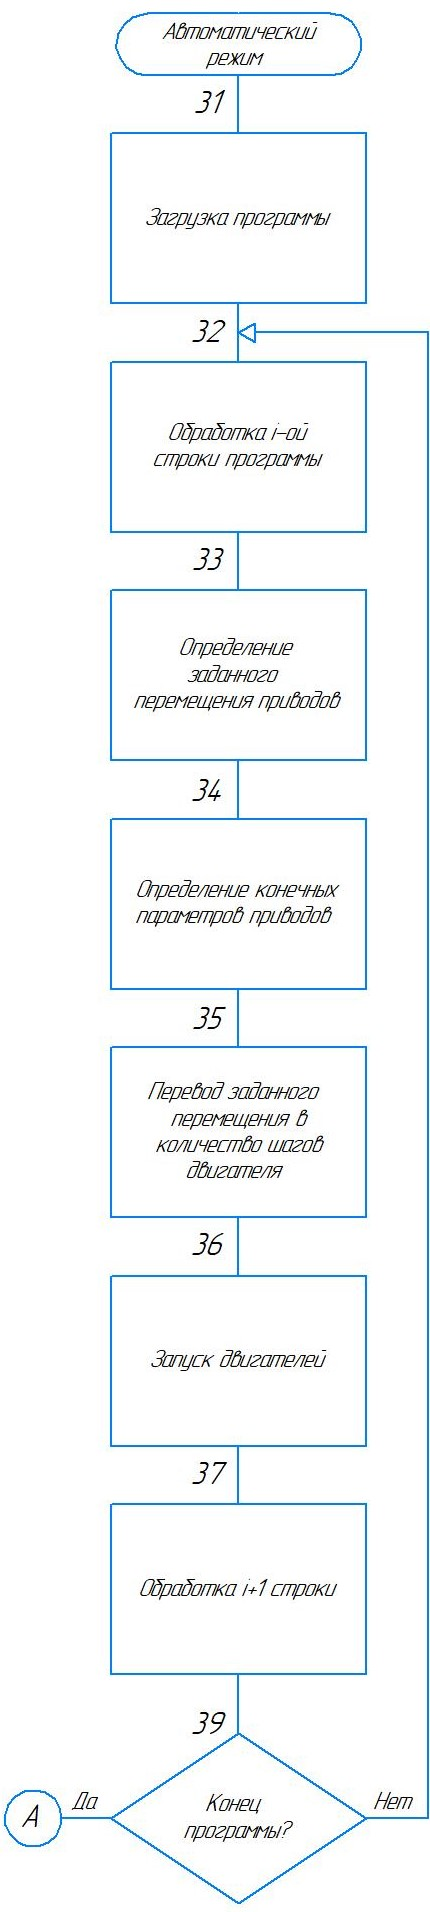 Автоматический
режим
31
Загрузка программы
32
Обработка i-ой
строки программы
33
Определение
заданного
перемещения приводов
34
Определение конечных
параметров приводов
35
Перевод заданного
перемещения в
количество шагов
двигателя
36
Запуск двигателей
37
Обработка i+1 строки
39
Конец
программы?
Да
Нет
А